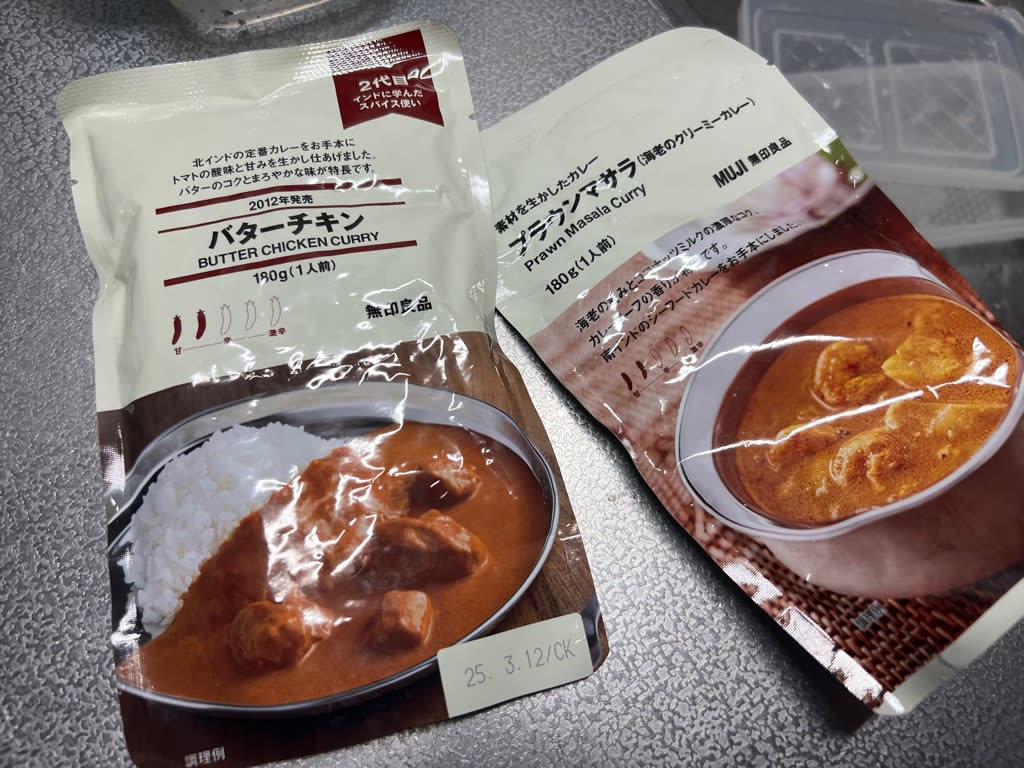 2代目
インドに学んだ
スパイス使い
北インドの定番カレーをお手本に
トマトの酸味と甘みを生かし仕あげました。
バターのコクとまろやかな味が特長です。
2012年発売
バターチキン
BUTTER CHICKEN CURRY
180g(1人前)
無印良品
甘 辛 激辛
25. 3.12/CK
調理例
素材を生かしたカレー
プラウンマサラ(海老のクリーミーカレー)
Prawn Masala Curry
180g(1人前)
MUJI 無印良品
海老のうまみとココナッツミルクの濃厚なコク、
カレーリーフの香りが特長です。
南インドのシーフードカレーをお手本にしました。
甘 辛